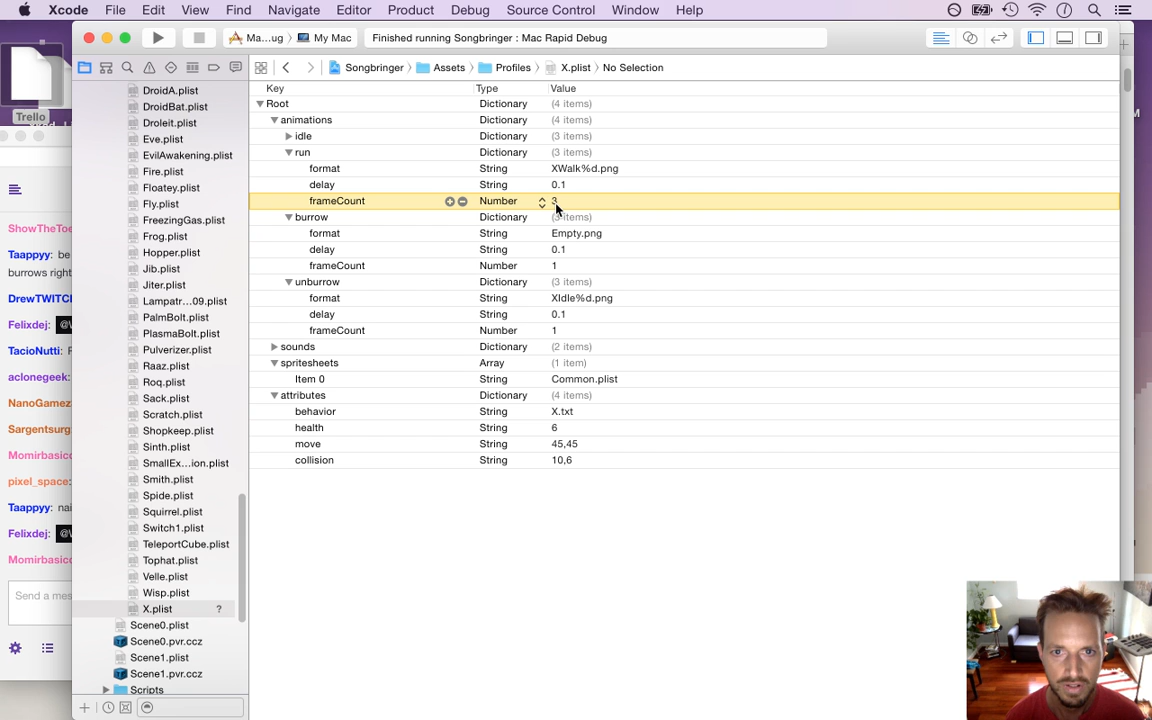 Xcode File Edit View Find Navigate Editor Product Debug Source Control Window Help
Ma...ug My Mac
Finished running Songbringer : Mac Rapid Debug
Songbringer Assets Profiles X.plist No Selection
Trello
ShowTheToe
Taappyy: be
burrows right
DrewTWITCH
Felixdej:
TacioNutti:
aclonegeek:
NanoGamez
Sargentsurg
Momirbasic
pixel_space:
Taappyy: nai
Felixdej:
Momirbasic
Send a mes
DroidA.plist
DroidBat.plist
Droleit.plist
Eve.plist
EvilAwakening.plist
Fire.plist
Floatey.plist
Fly.plist
FreezingGas.plist
Frog.plist
Hopper.plist
Jib.plist
Jiter.plist
Lampatr...09.plist
PalmBolt.plist
PlasmaBolt.plist
Pulverizer.plist
Raaz.plist
Roq.plist
Sack.plist
Scratch.plist
Shopkeep.plist
Sinth.plist
SmallEx...ion.plist
Smith.plist
Spide.plist
Squirrel.plist
Switch1.plist
TeleportCube.plist
Tophat.plist
Velle.plist
Wisp.plist
X.plist ?
Scene0.plist
Scene0.pvr.ccz
Scene1.plist
Scene1.pvr.ccz
Scripts
Key Type Value
Root Dictionary (4 items)
animations Dictionary (4 items)
idle Dictionary (3 items)
run Dictionary (3 items)
format String XWalk%d.png
delay String 0.1
frameCount Number 3
burrow Dictionary (3 items)
format String Empty.png
delay String 0.1
frameCount Number 1
unburrow Dictionary (3 items)
format String XIdle%d.png
delay String 0.1
frameCount Number 1
sounds Dictionary (2 items)
spritesheets Array (1 item)
Item 0 String Common.plist
attributes Dictionary (4 items)
behavior String X.txt
health String 6
move String 45,45
collision String 10,6